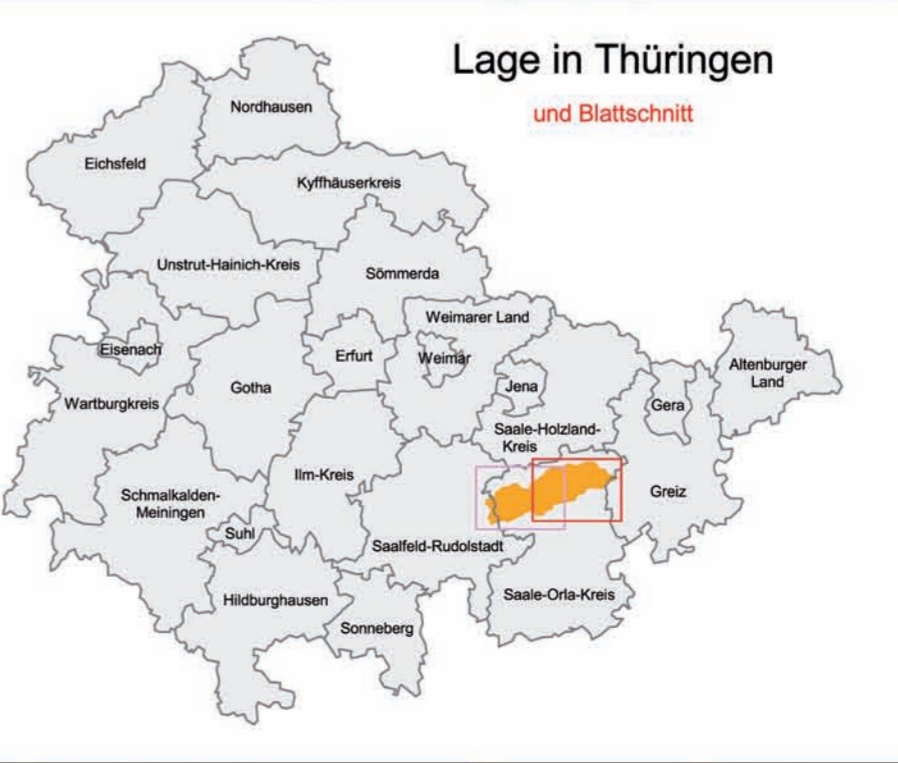 Lage in Thüringen
und Blattschnitt
Nordhausen
Eichsfeld
Kyffhäuserkreis
Unstrut-Hainich-Kreis
Sömmerda
Weimarer Land
Eisenach
Erfurt
Weimar
Altenburger
Land
Gotha
Jena
Wartburgkreis
Gera
Saale-Holzland-
Kreis
Ilm-Kreis
Schmalkalden-
Meiningen
Greiz
Suhl
Saalfeld-Rudolstadt
Hildburghausen
Saale-Orla-Kreis
Sonneberg